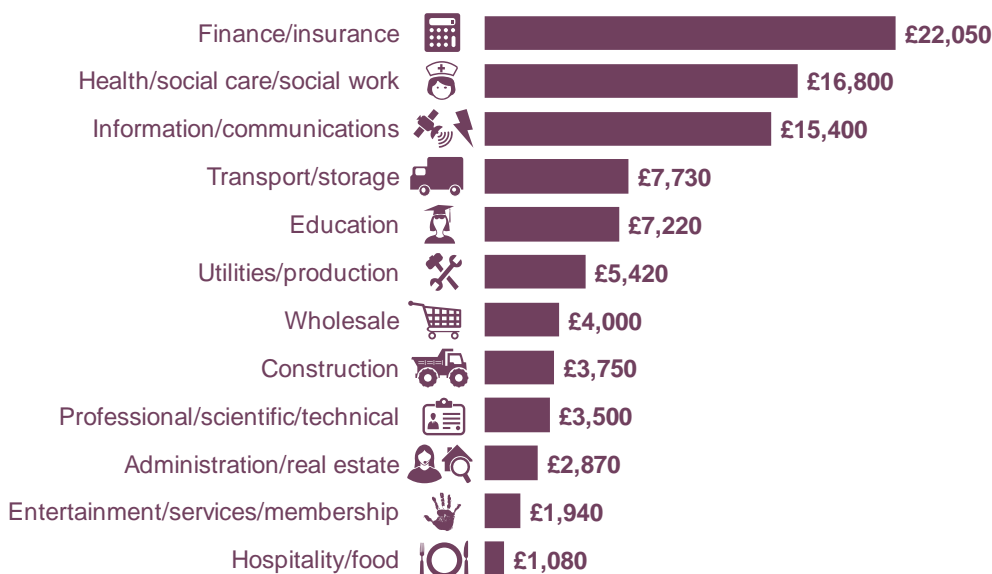 Finance/insurance £22,050
Health/social care/social work £16,800
Information/communications £15,400
Transport/storage £7,730
Education £7,220
Utilities/production £5,420
Wholesale £4,000
Construction £3,750
Professional/scientific/technical £3,500
Administration/real estate £2,870
Entertainment/services/membership £1,940
Hospitality/food £1,080